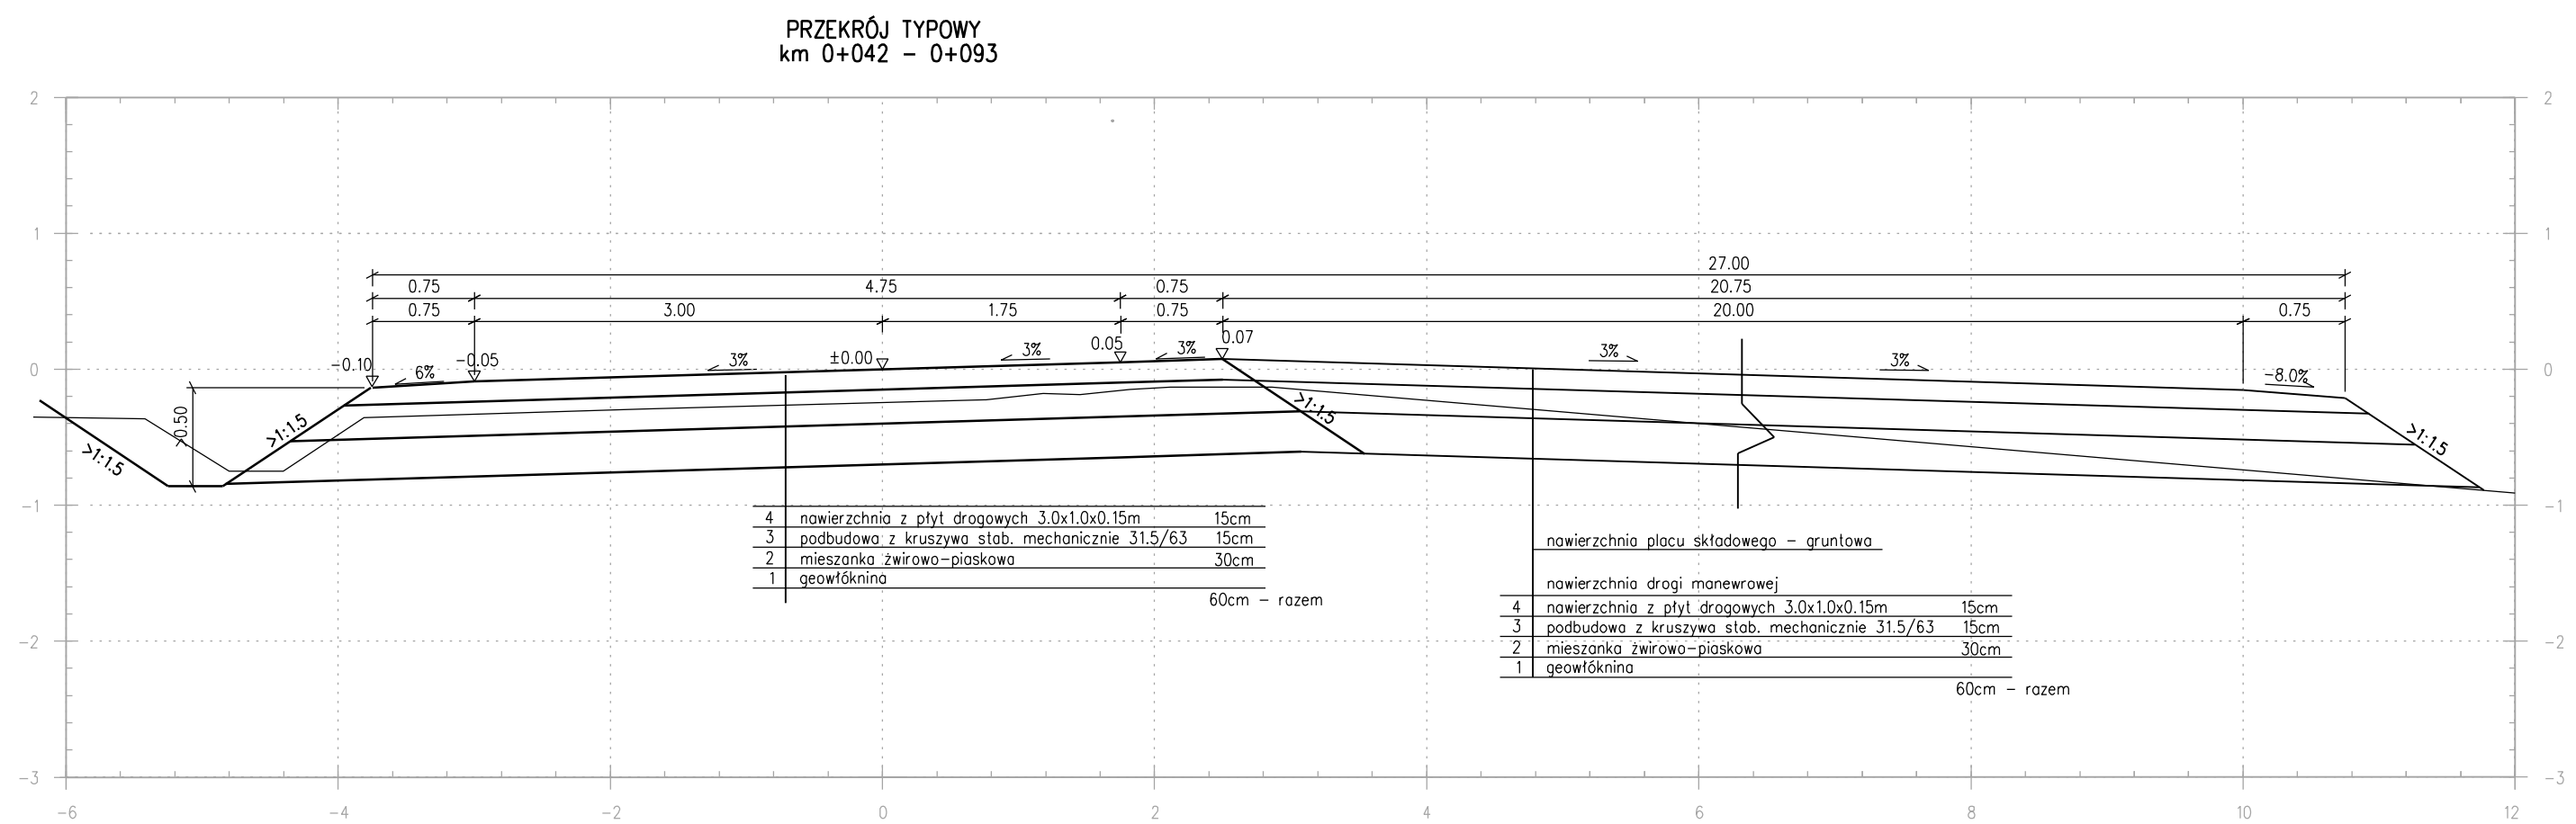 PRZEKRÓJ TYPOWY
km 0+042 – 0+093
2 2
1 1
27.00
0.75 4.75 0.75 20.75
0.75 3.00 1.75 0.75 20.00 0.75
-0.10 -0.05 ±0.00 0.05 0.07
0 6% 3% 3% 3% 3% 3% -8.0% 0
>0.50
>1:1.5 >1:1.5 >1:1.5 >1:1.5
-1 -1
4 nawierzchnia z płyt drogowych 3.0x1.0x0.15m 15cm
3 podbudowa z kruszywa stab. mechanicznie 31.5/63 15cm
2 mieszanka żwirowo-piaskowa 30cm
1 geowłóknina
60cm – razem
nawierzchnia placu składowego – gruntowa
nawierzchnia drogi manewrowej
4 nawierzchnia z płyt drogowych 3.0x1.0x0.15m 15cm
3 podbudowa z kruszywa stab. mechanicznie 31.5/63 15cm
2 mieszanka żwirowo-piaskowa 30cm
1 geowłóknina
60cm – razem
-2 -2
-3 -3
-6 -4 -2 0 2 4 6 8 10 12